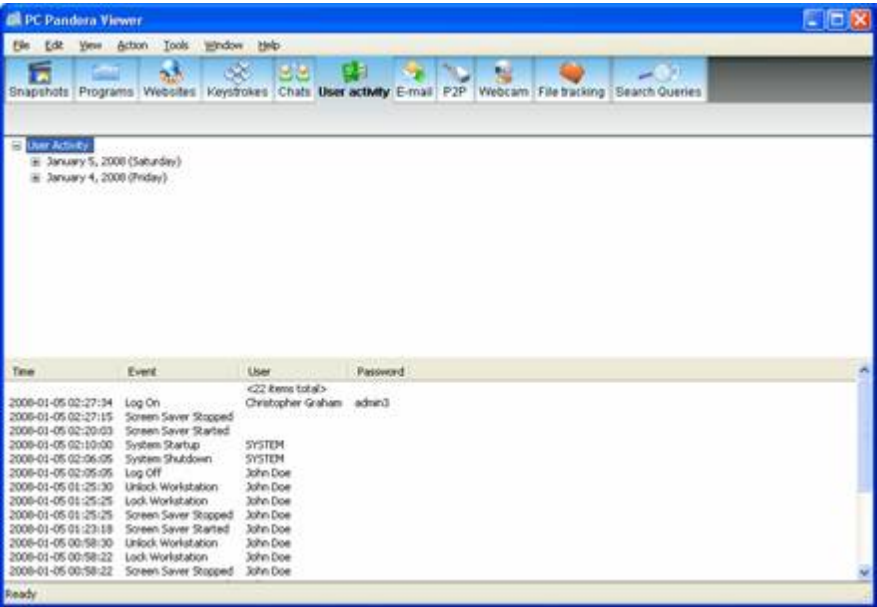 PC Pandora Viewer
File Edit View Action Tools Window Help
Snapshots Programs Websites Keystrokes Chats User activity E-mail P2P Webcam File tracking Search Queries
User Activity
January 5, 2008 (Saturday)
January 4, 2008 (Friday)
Time Event User Password
<22 items total>
2008-01-05 02:27:34 Log On Christopher Graham admin3
2008-01-05 02:27:15 Screen Saver Stopped
2008-01-05 02:20:03 Screen Saver Started
2008-01-05 02:10:00 System Startup SYSTEM
2008-01-05 02:06:05 System Shutdown SYSTEM
2008-01-05 02:05:05 Log Off John Doe
2008-01-05 01:25:30 Unlock Workstation John Doe
2008-01-05 01:25:25 Lock Workstation John Doe
2008-01-05 01:25:25 Screen Saver Stopped John Doe
2008-01-05 01:23:18 Screen Saver Started John Doe
2008-01-05 00:58:30 Unlock Workstation John Doe
2008-01-05 00:58:22 Lock Workstation John Doe
2008-01-05 00:58:22 Screen Saver Stopped John Doe
Ready